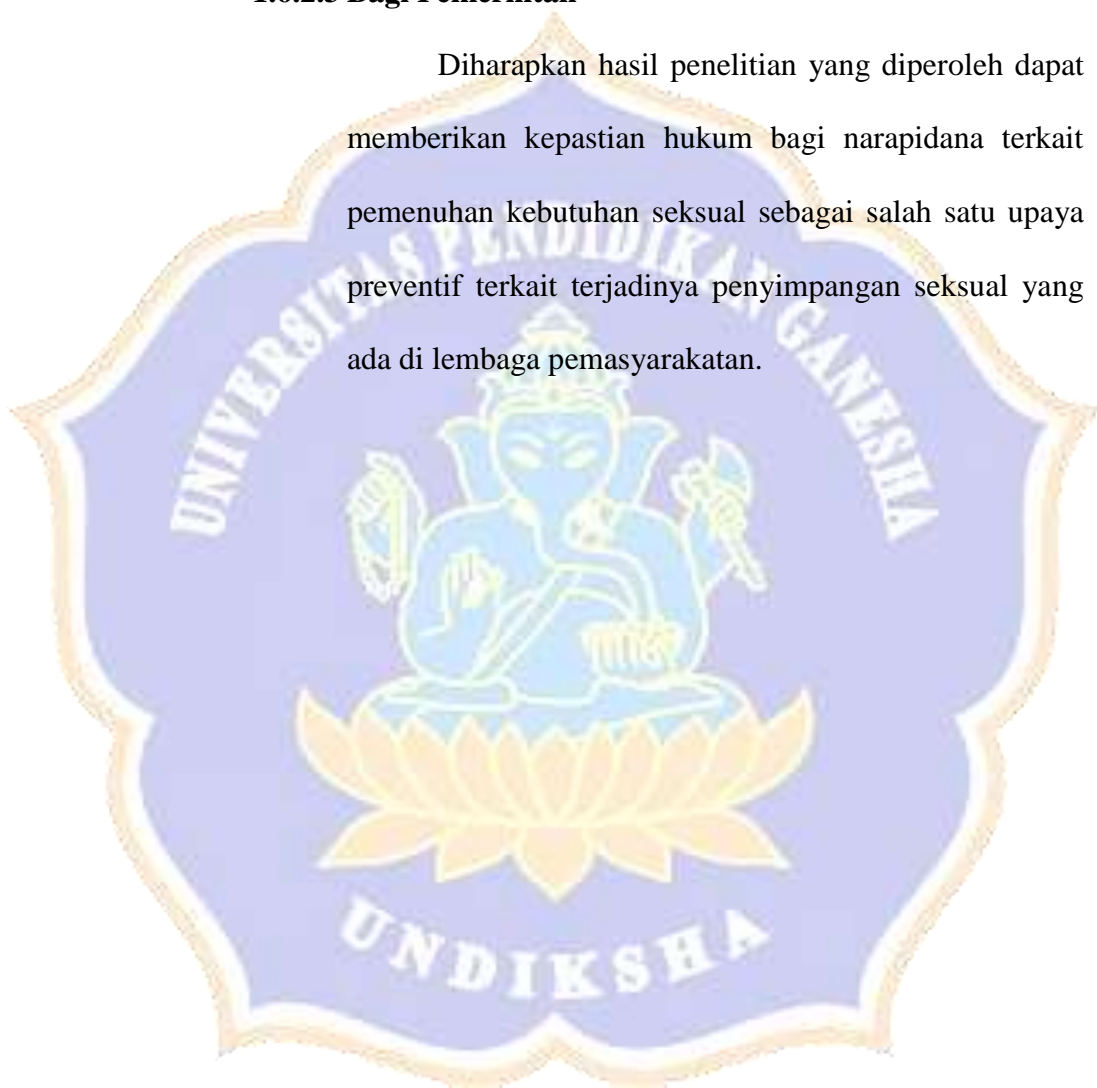 1.6.2.3 Bagi Pemerintah
Diharapkan hasil penelitian yang diperoleh dapat
memberikan kepastian hukum bagi narapidana terkait
pemenuhan kebutuhan seksual sebagai salah satu upaya
preventif terkait terjadinya penyimpangan seksual yang
ada di lembaga pemasyarakatan.
UNIVERSITAS PENDIDIKAN GANESHA
UNDIKSHA